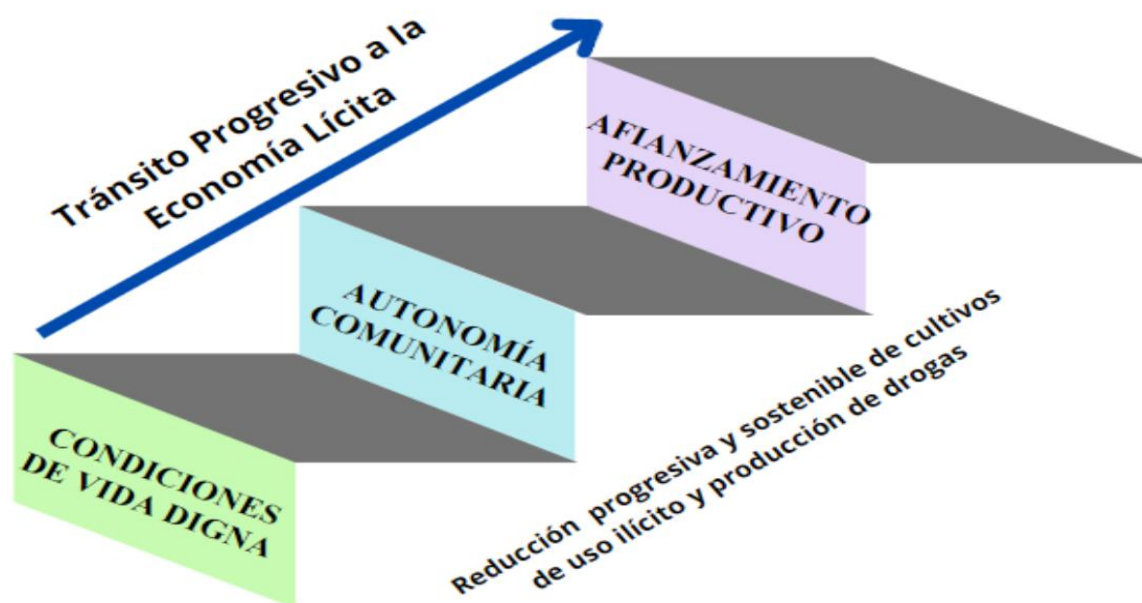 Tránsito Progresivo a la
Economía Lícita
AFIANZAMIENTO
PRODUCTIVO
AUTONOMÍA
COMUNITARIA
CONDICIONES
DE VIDA DIGNA
Reducción progresiva y sostenible de cultivos
de uso ilícito y producción de drogas